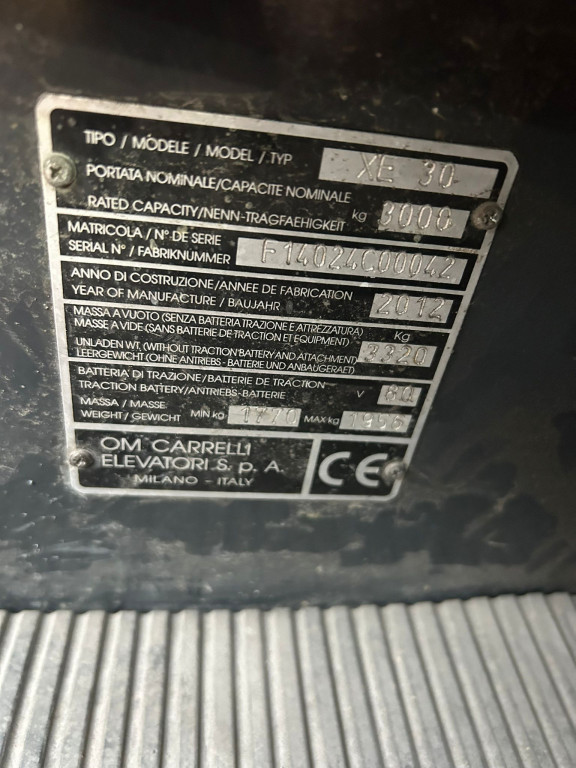 TIPO / MODÈLE / MODEL / TYP XE 30
PORTATA NOMINALE/CAPACITE NOMINALE
RATED CAPACITY/NENN-TRAGFAEHIGKEIT kg 3000
MATRICOLA / N° DE SERIE
SERIAL N° / FABRIKNUMMER F14024C00042
ANNO DI COSTRUZIONE/ANNEE DE FABRICATION
YEAR OF MANUFACTURE / BAUJAHR 2012
MASSA A VUOTO (SENZA BATTERIA TRAZIONE E ATTREZZATURA) Kg
MASSE A VIDE (SANS BATTERIE DE TRACTION ET EQUIPEMENT)
UNLADEN WT. (WITHOUT TRACTION BATTERY AND ATTACHMENT)
LEERGEWICHT (OHNE ANTRIEBS - BATTERIE UND ANBAUGERAET)
BATTERIA DI TRAZIONE/BATTERIE DE TRACTION
TRACTION BATTERY/ANTRIEBS-BATTERIE V 80
MASSA / MASSE
WEIGHT/GEWICHT MIN kg 1770 MAX kg
OM CARRELLI
ELEVATORI S. p. A.
MILANO - ITALY
CE